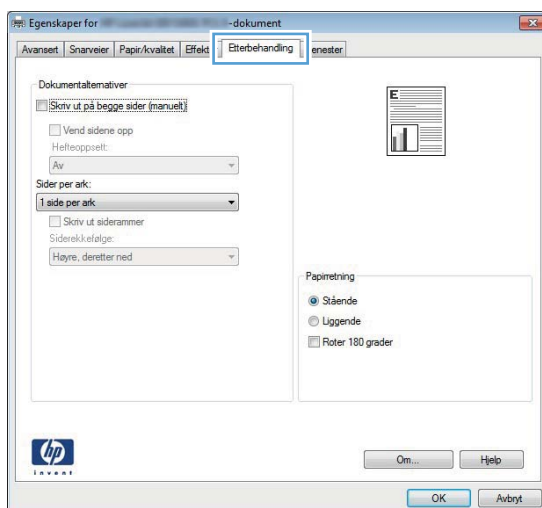 Egenskaper for -dokument
Avansert Snarveier Papir/kvalitet Effekt Etterbehandling enester
Dokumentalternativer
Skriv ut på begge sider (manuelt)
Vend sidene opp
Hefteoppsett:
Av
Sider per ark:
1 side per ark
Skriv ut siderammer
Siderekkefølge:
Høyre, deretter ned
E
Papirretning
Stående
Liggende
Roter 180 grader
hp
invent
Om... Hjelp
OK Avbryt